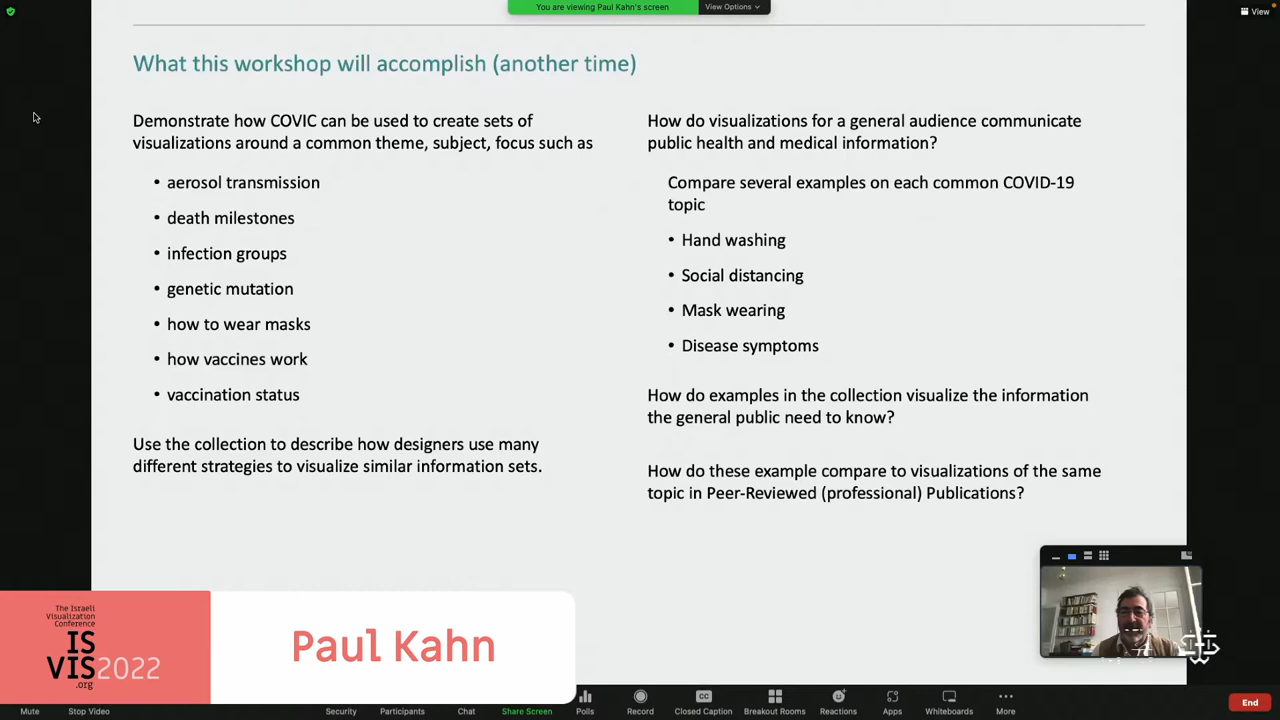 You are viewing Paul Kahn's screen
View Options
View
What this workshop will accomplish (another time)
Demonstrate how COVIC can be used to create sets of
visualizations around a common theme, subject, focus such as
• aerosol transmission
• death milestones
• infection groups
• genetic mutation
• how to wear masks
• how vaccines work
• vaccination status
Use the collection to describe how designers use many
different strategies to visualize similar information sets.
How do visualizations for a general audience communicate
public health and medical information?
Compare several examples on each common COVID-19
topic
• Hand washing
• Social distancing
• Mask wearing
• Disease symptoms
How do examples in the collection visualize the information
the general public need to know?
How do these example compare to visualizations of the same
topic in Peer-Reviewed (professional) Publications?
The Israeli
Visualization
Conference
IS
VIS2022
.org
Paul Kahn
Mute
Stop Video
Security
Participants
Chat
Share Screen
Polls
Record
CC
Closed Caption
Breakout Rooms
Reactions
Apps
Whiteboards
More
End